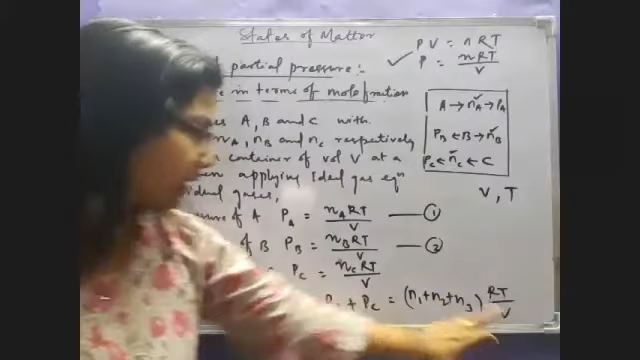 States of Matter
PV = nRT
P = nRT/V
partial pressure:-
in terms of molefraction
A, B and C with
nA, nB and nC respectively
container of vol V at a
applying Ideal gas eqn
gases,
of A PA = nART/V —— ①
of B PB = nBRT/V —— ②
PC = nCRT/V
+ PC = (n1+n2+n3) RT/V
A → nA → PA
PB ← B → nB
PC ← nC ← C
V, T